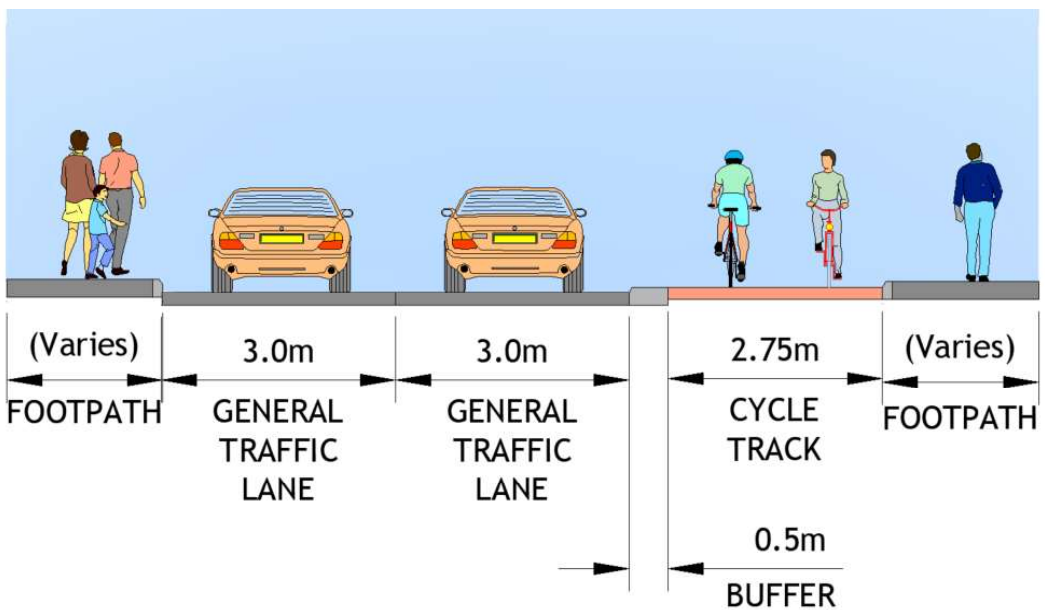 (Varies)
FOOTPATH
3.0m
GENERAL
TRAFFIC
LANE
3.0m
GENERAL
TRAFFIC
LANE
2.75m
CYCLE
TRACK
(Varies)
FOOTPATH
0.5m
BUFFER